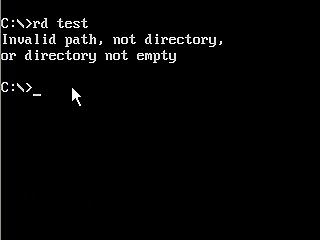 C:\>rd test
Invalid path, not directory,
or directory not empty
C:\>_